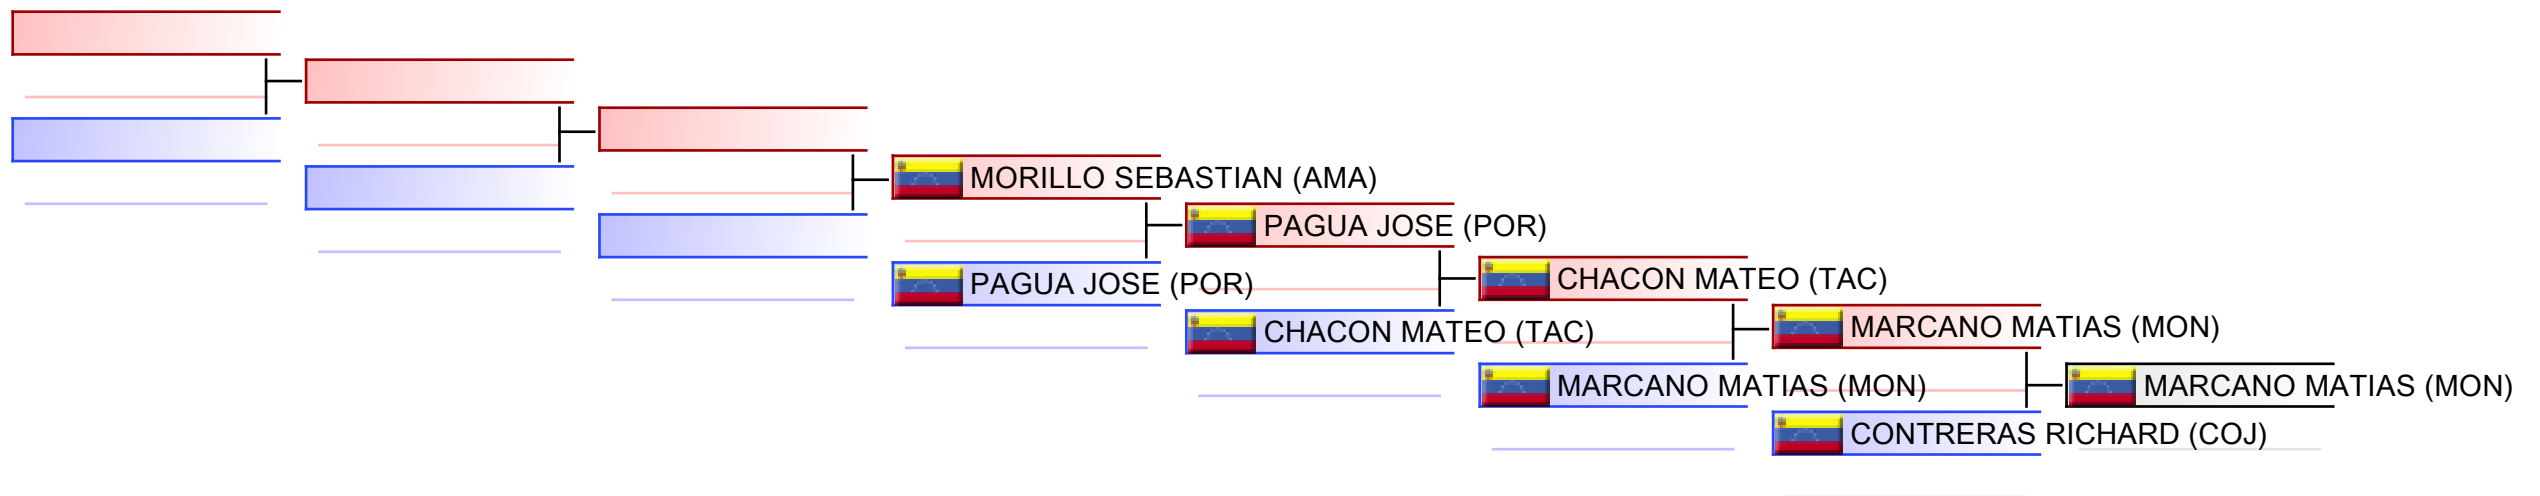 MORILLO SEBASTIAN (AMA)
PAGUA JOSE (POR)
PAGUA JOSE (POR)
CHACON MATEO (TAC)
CHACON MATEO (TAC)
MARCANO MATIAS (MON)
MARCANO MATIAS (MON)
MARCANO MATIAS (MON)
CONTRERAS RICHARD (COJ)